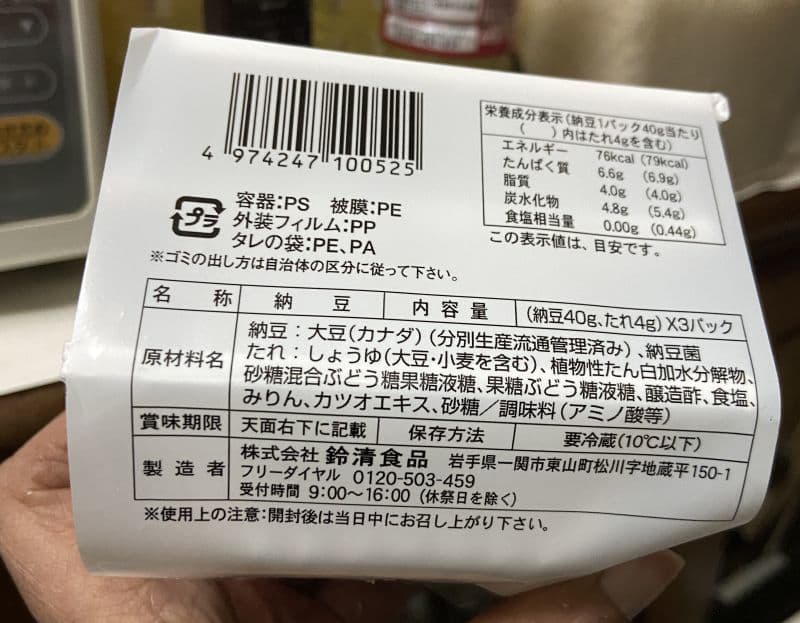 4 974247 100525
栄養成分表示(納豆1パック40g当たり
( )内はたれ4gを含む)
エネルギー 76kcal (79kcal)
たんぱく質 6.6g (6.9g)
脂質 4.0g (4.0g)
炭水化物 4.8g (5.4g)
食塩相当量 0.00g (0.44g)
この表示値は、目安です。
プラ
容器:PS 被膜:PE
外装フィルム:PP
タレの袋:PE、PA
※ゴミの出し方は自治体の区分に従って下さい。
名称 納豆 内容量 (納豆40g、たれ4g)X3パック
原材料名
納豆:大豆(カナダ)(分別生産流通管理済み)、納豆菌
たれ:しょうゆ(大豆・小麦を含む)、植物性たん白加水分解物、
砂糖混合ぶどう糖果糖液糖、果糖ぶどう糖液糖、醸造酢、食塩、
みりん、カツオエキス、砂糖/調味料(アミノ酸等)
賞味期限 天面右下に記載 保存方法 要冷蔵(10℃以下)
製造者
株式会社 鈴清食品 岩手県一関市東山町松川字地蔵平150-1
フリーダイヤル 0120-503-459
受付時間 9:00~16:00 (休祭日を除く)
※使用上の注意:開封後は当日中にお召し上がり下さい。